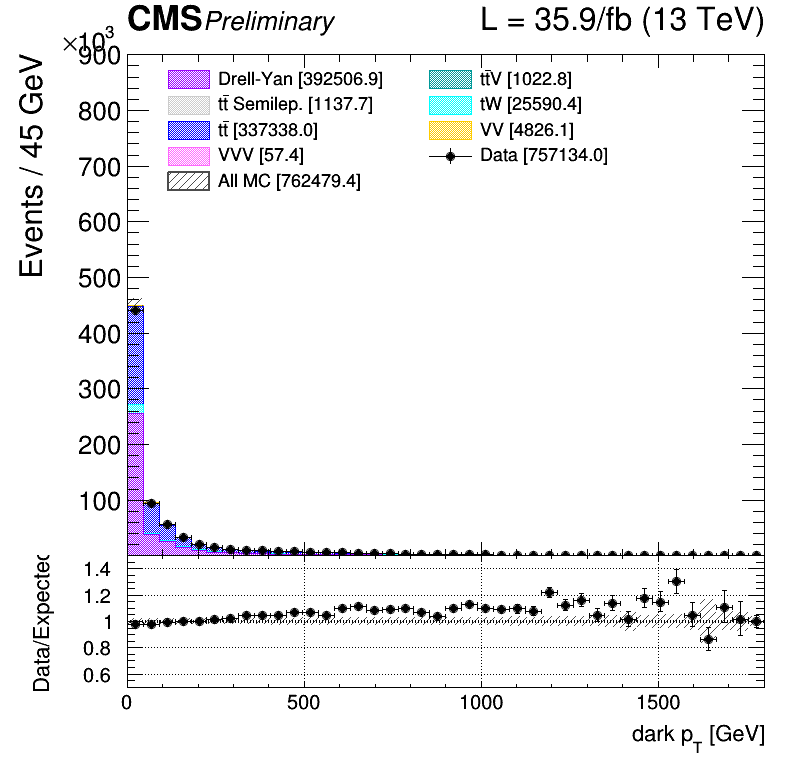 CMS Preliminary L = 35.9/fb (13 TeV)
×10³
Events / 45 GeV
900
800
700
600
500
400
300
200
100
Drell-Yan [392506.9]
tt̄ Semilep. [1137.7]
tt̄ [337338.0]
VVV [57.4]
All MC [762479.4]
tt̄V [1022.8]
tW [25590.4]
VV [4826.1]
Data [757134.0]
Data/Expected
1.4
1.2
1
0.8
0.6
0 500 1000 1500
dark p_T [GeV]